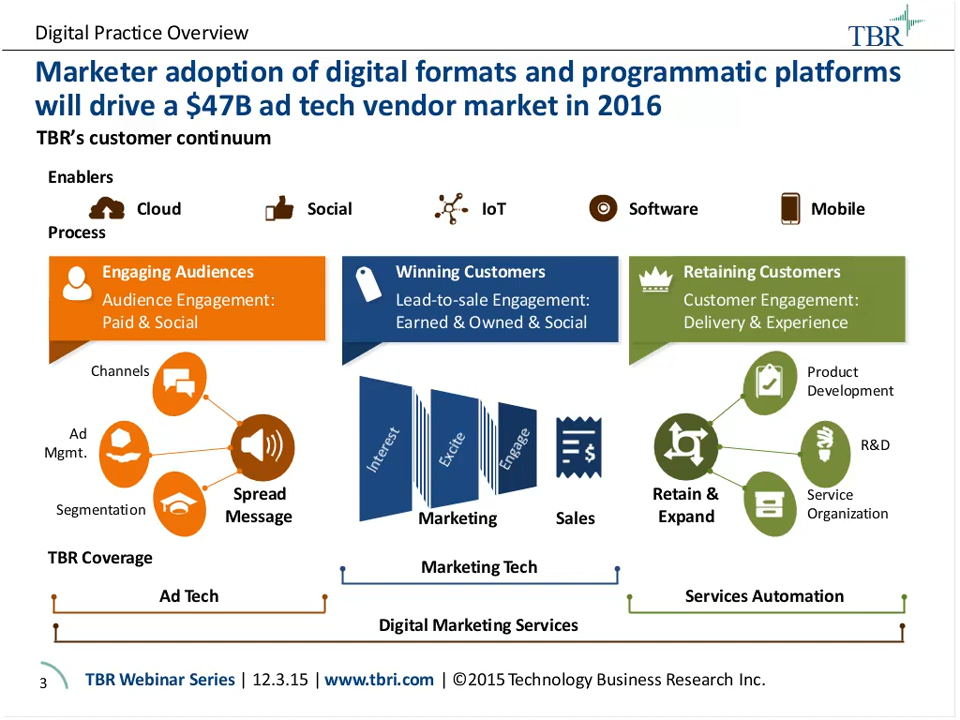 Digital Practice Overview
TBR
Marketer adoption of digital formats and programmatic platforms
will drive a $47B ad tech vendor market in 2016
TBR’s customer continuum
Enablers
Cloud
Social
IoT
Software
Mobile
Process
Engaging Audiences
Audience Engagement:
Paid & Social
Winning Customers
Lead-to-sale Engagement:
Earned & Owned & Social
Retaining Customers
Customer Engagement:
Delivery & Experience
Channels
Ad
Mgmt.
Segmentation
Spread
Message
Interest
Excite
Engage
$
Marketing
Sales
Retain &
Expand
Product
Development
R&D
Service
Organization
TBR Coverage
Marketing Tech
Ad Tech
Services Automation
Digital Marketing Services
3
TBR Webinar Series | 12.3.15 | www.tbri.com | ©2015 Technology Business Research Inc.